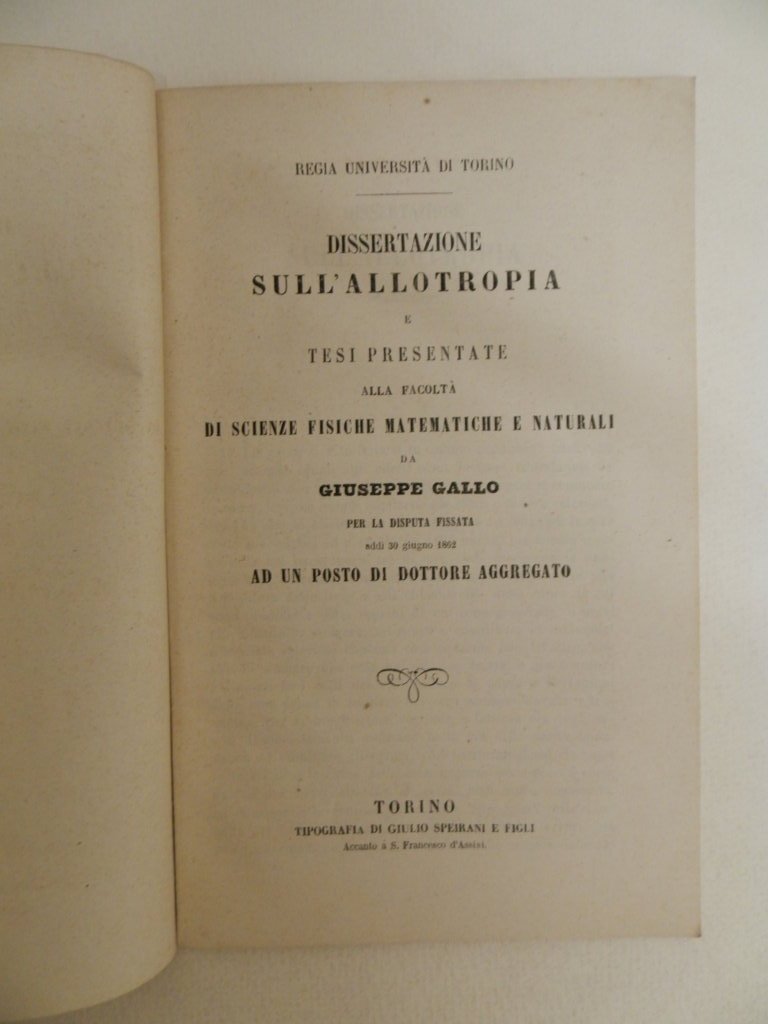 REGIA UNIVERSITÀ DI TORINO
DISSERTAZIONE
SULL'ALLOTROPIA
E
TESI PRESENTATE
ALLA FACOLTÀ
DI SCIENZE FISICHE MATEMATICHE E NATURALI
DA
GIUSEPPE GALLO
PER LA DISPUTA FISSATA
addì 30 giugno 1862
AD UN POSTO DI DOTTORE AGGREGATO
TORINO
TIPOGRAFIA DI GIULIO SPEIRANI E FIGLI
Accanto à S. Francesco d'Assisi.